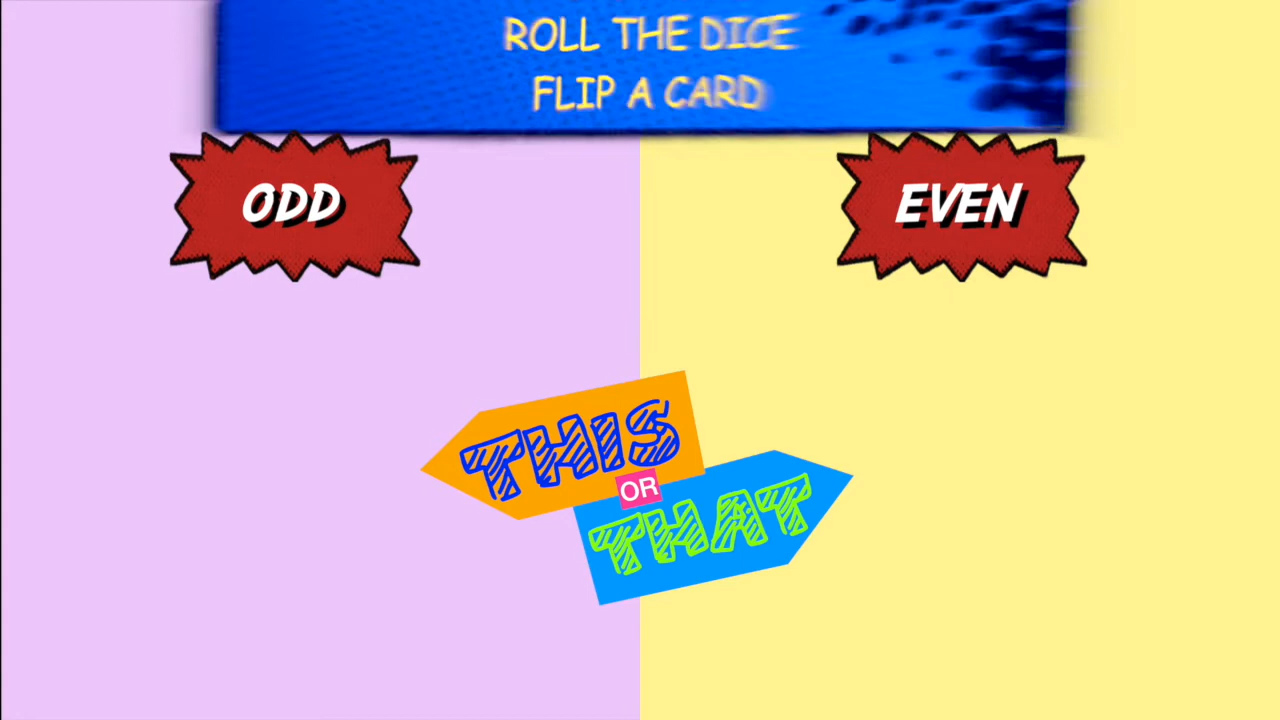 ROLL THE DICE
FLIP A CARD
ODD
EVEN
THIS
OR
THAT